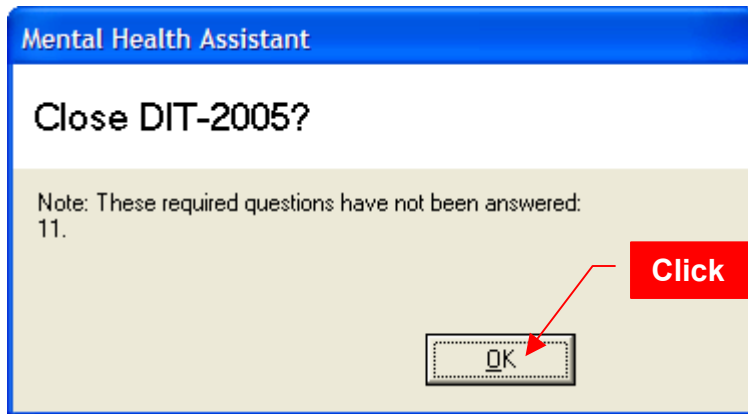 Mental Health Assistant
Close DIT-2005?
Note: These required questions have not been answered:
11.
Click
OK